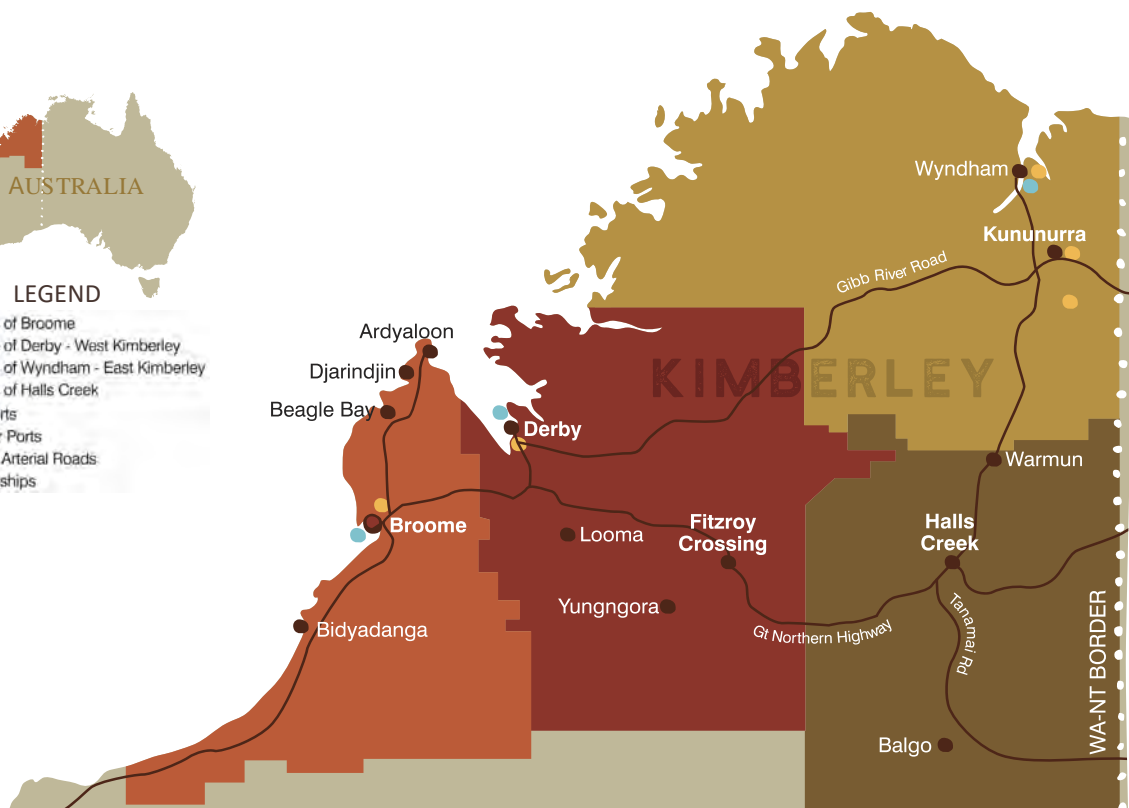 AUSTRALIA
LEGEND
of Broome
of Derby - West Kimberley
of Wyndham - East Kimberley
of Halls Creek
rts
Ports
Arterial Roads
ships
Wyndham
Kununurra
Gibb River Road
Ardyaloon
Djarindjin
Beagle Bay
KIMBERLEY
Derby
Warmun
Broome
Looma
Fitzroy
Crossing
Halls
Creek
Yungngora
Bidyadanga
Gt Northern Highway
Tanamai Rd
WA-NT BORDER
Balgo